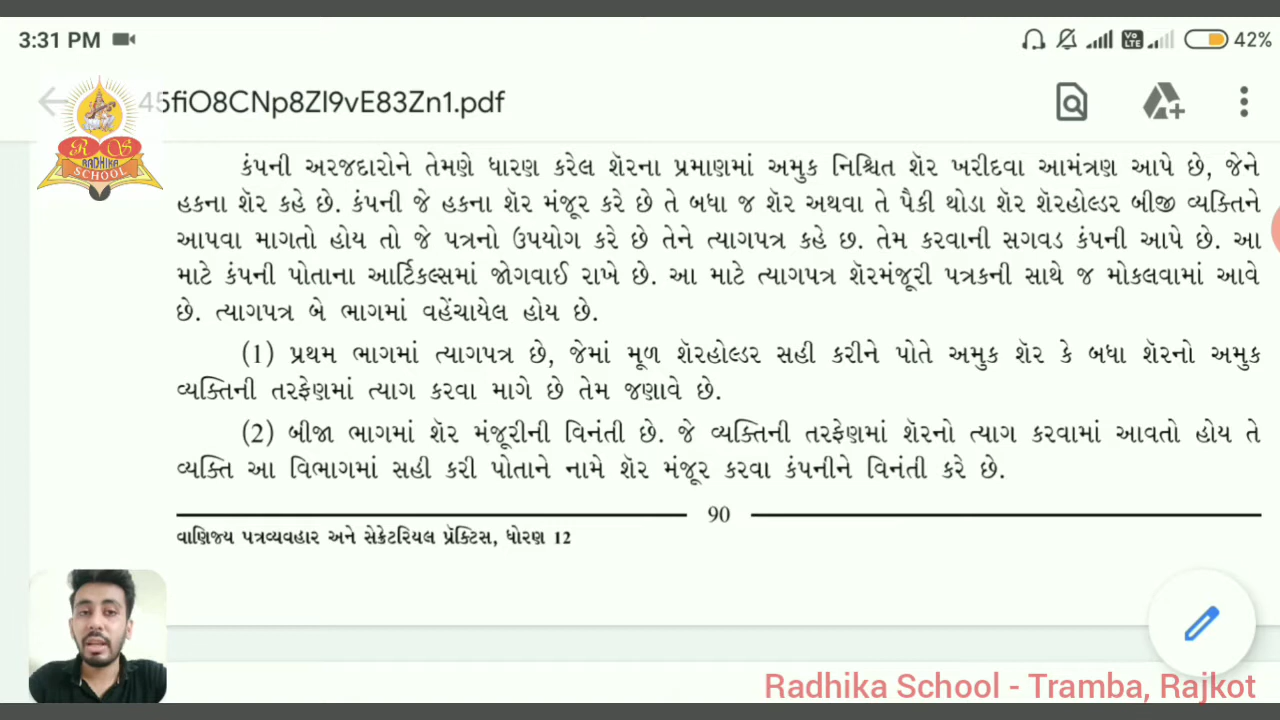 3:31 PM
Vo LTE
42%
45fiO8CNp8Zl9vE83Zn1.pdf
R S
RADHIKA
SCHOOL
કંપની અરજદારોને તેમણે ધારણ કરેલ શૅરના પ્રમાણમાં અમુક નિશ્ચિત શૅર ખરીદવા આમંત્રણ આપે છે, જેને
હકના શૅર કહે છે. કંપની જે હકના શૅર મંજૂર કરે છે તે બધા જ શૅર અથવા તે પૈકી થોડા શૅર શૅરહોલ્ડર બીજી વ્યક્તિને
આપવા માગતો હોય તો જે પત્રનો ઉપયોગ કરે છે તેને ત્યાગપત્ર કહે છ. તેમ કરવાની સગવડ કંપની આપે છે. આ
માટે કંપની પોતાના આર્ટિકલ્સમાં જોગવાઈ રાખે છે. આ માટે ત્યાગપત્ર શૅરમંજૂરી પત્રકની સાથે જ મોકલવામાં આવે
છે. ત્યાગપત્ર બે ભાગમાં વહેંચાયેલ હોય છે.
(1) પ્રથમ ભાગમાં ત્યાગપત્ર છે, જેમાં મૂળ શૅરહોલ્ડર સહી કરીને પોતે અમુક શૅર કે બધા શૅરનો અમુક
વ્યક્તિની તરફેણમાં ત્યાગ કરવા માગે છે તેમ જણાવે છે.
(2) બીજા ભાગમાં શૅર મંજૂરીની વિનંતી છે. જે વ્યક્તિની તરફેણમાં શૅરનો ત્યાગ કરવામાં આવતો હોય તે
વ્યક્તિ આ વિભાગમાં સહી કરી પોતાને નામે શૅર મંજૂર કરવા કંપનીને વિનંતી કરે છે.
90
વાણિજ્ય પત્રવ્યવહાર અને સેક્રેટરિયલ પ્રૅક્ટિસ, ધોરણ 12
Radhika School - Tramba, Rajkot